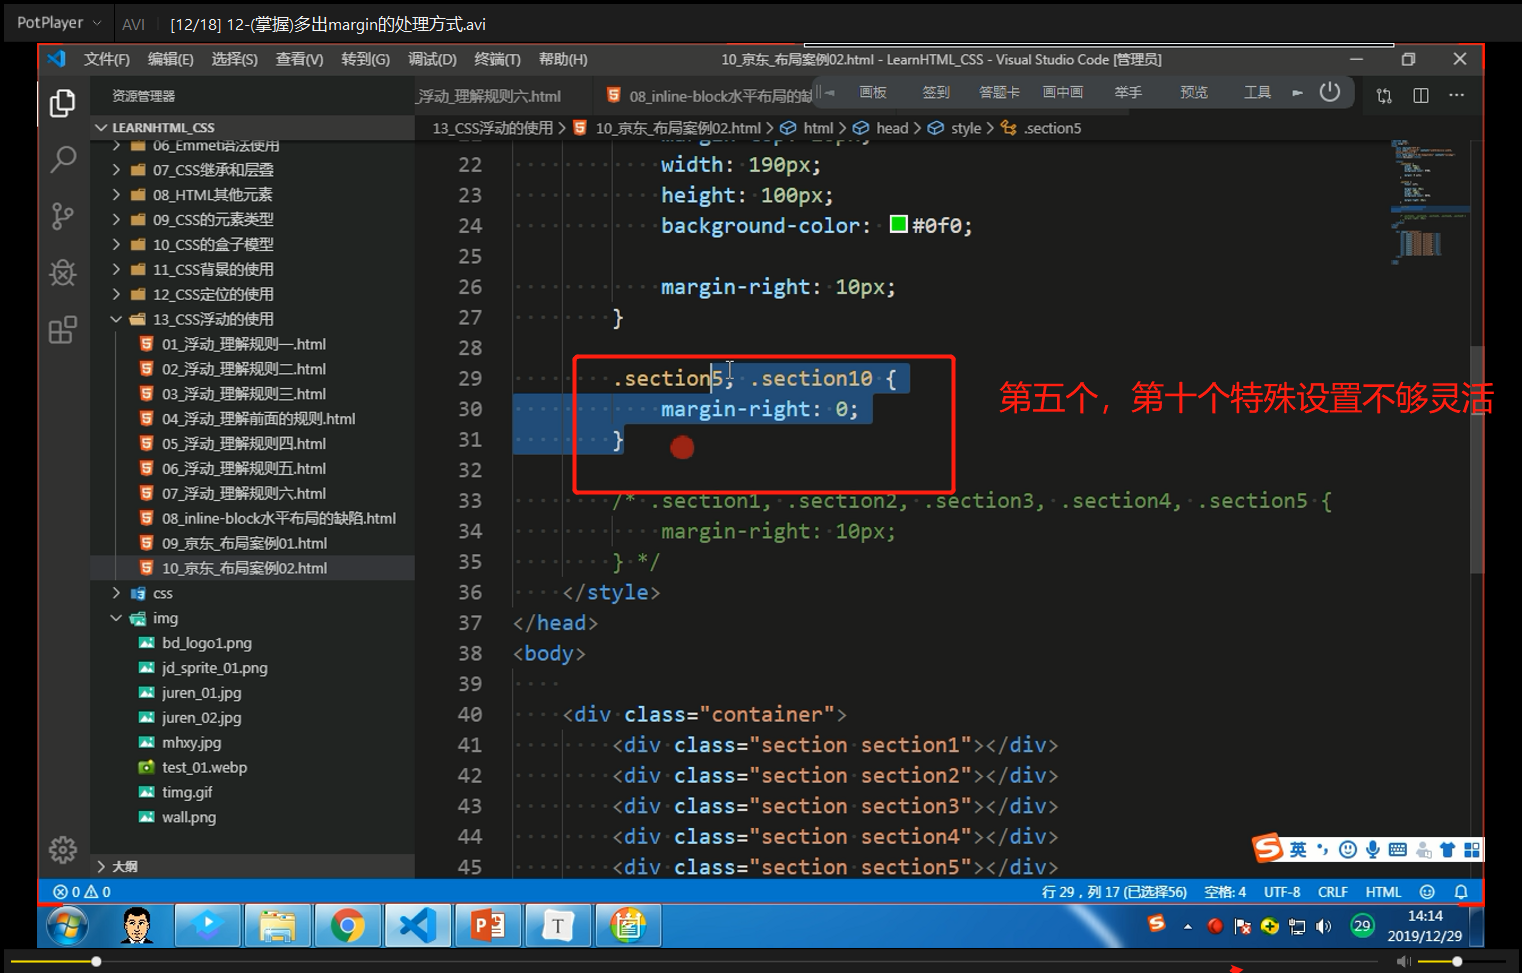 PotPlayer AVI [12/18] 12-(掌握)多出margin的处理方式.avi
文件(F) 编辑(E) 选择(S) 查看(V) 转到(G) 调试(D) 终端(T) 帮助(H) 10_京东_布局案例02.html - LearnHTML_CSS - Visual Studio Code [管理员]
资源管理器
_浮动_理解规则六.html 08_inline-block水平布局的缺
画板 签到 答题卡 画中画 举手 预览 工具
LEARNHTML_CSS
06_Emmet语法使用
07_CSS继承和层叠
08_HTML其他元素
09_CSS的元素类型
10_CSS的盒子模型
11_CSS背景的使用
12_CSS定位的使用
13_CSS浮动的使用
01_浮动_理解规则一.html
02_浮动_理解规则二.html
03_浮动_理解规则三.html
04_浮动_理解前面的规则.html
05_浮动_理解规则四.html
06_浮动_理解规则五.html
07_浮动_理解规则六.html
08_inline-block水平布局的缺陷.html
09_京东_布局案例01.html
10_京东_布局案例02.html
css
img
bd_logo1.png
jd_sprite_01.png
juren_01.jpg
juren_02.jpg
mhxy.jpg
test_01.webp
timg.gif
wall.png
大纲
13_CSS浮动的使用 > 10_京东_布局案例02.html > html > head > style > .section5
22 width: 190px;
23 height: 100px;
24 background-color: #0f0;
25
26 margin-right: 10px;
27 }
28
29 .section5, .section10 {
30 margin-right: 0;
31 }
32
33 /* .section1, .section2, .section3, .section4, .section5 {
34 margin-right: 10px;
35 } */
36 </style>
37 </head>
38 <body>
39
40 <div class="container">
41 <div class="section section1"></div>
42 <div class="section section2"></div>
43 <div class="section section3"></div>
44 <div class="section section4"></div>
45 <div class="section section5"></div>
第五个，第十个特殊设置不够灵活
英
0 0 行 29，列 17 (已选择56) 空格: 4 UTF-8 CRLF HTML
29
14:14
2019/12/29